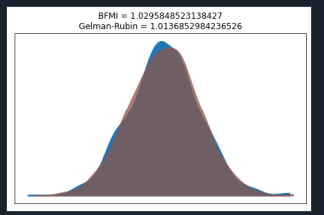 BFMI = 1.0295848523138427
Gelman-Rubin = 1.0136852984236526